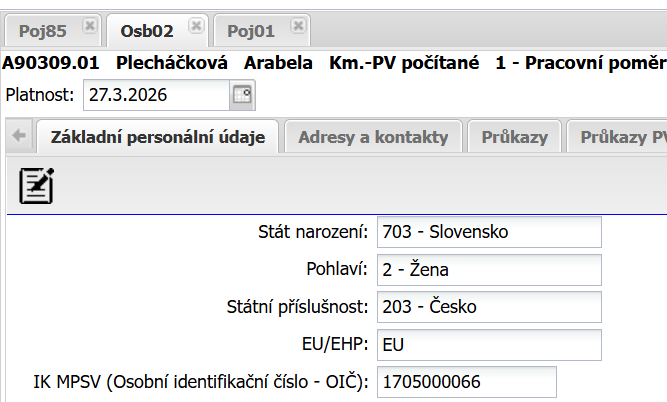 Poj85 Osb02 Poj01
A90309.01 Plecháčková Arabela Km.-PV počítané 1 - Pracovní poměr
Platnost: 27.3.2026
Základní personální údaje Adresy a kontakty Průkazy Průkazy PV
Stát narození: 703 - Slovensko
Pohlaví: 2 - Žena
Státní příslušnost: 203 - Česko
EU/EHP: EU
IK MPSV (Osobní identifikační číslo - OIČ): 1705000066